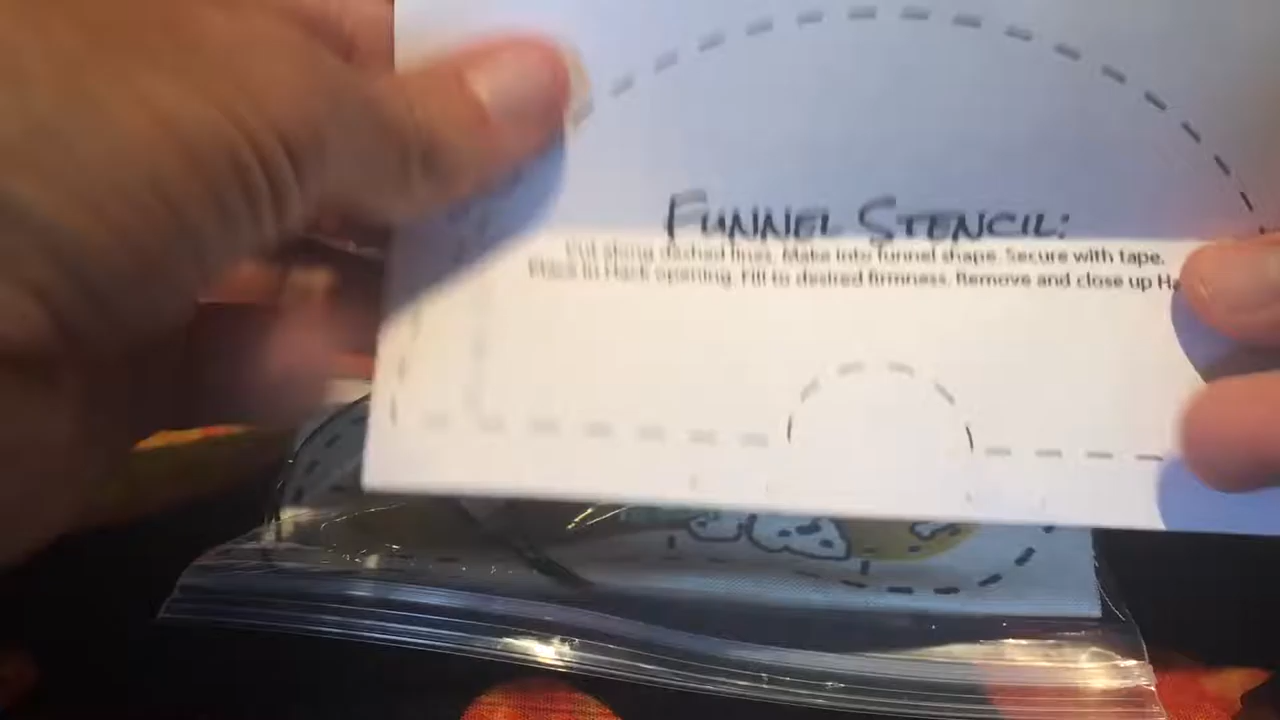 FUNNEL STENCIL:
Cut along dashed lines. Make into funnel shape. Secure with tape.
Place in Hack opening. Fill to desired firmness. Remove and close up